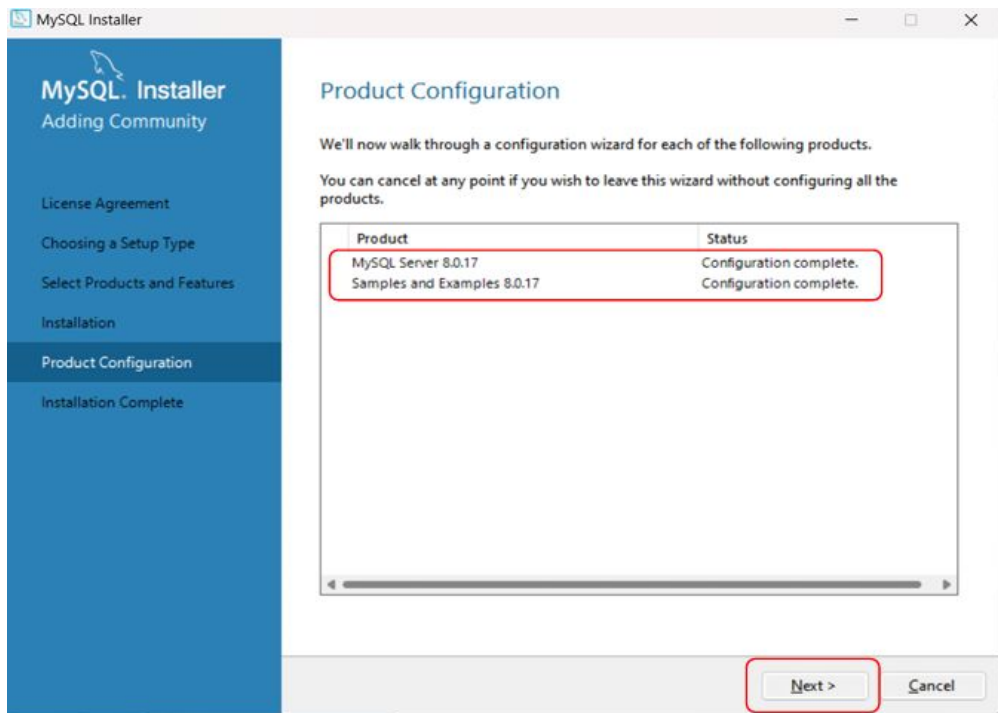 MySQL Installer
MySQL. Installer
Adding Community
License Agreement
Choosing a Setup Type
Select Products and Features
Installation
Product Configuration
Installation Complete
Product Configuration
We'll now walk through a configuration wizard for each of the following products.
You can cancel at any point if you wish to leave this wizard without configuring all the
products.
Product Status
MySQL Server 8.0.17 Configuration complete.
Samples and Examples 8.0.17 Configuration complete.
Next > Cancel